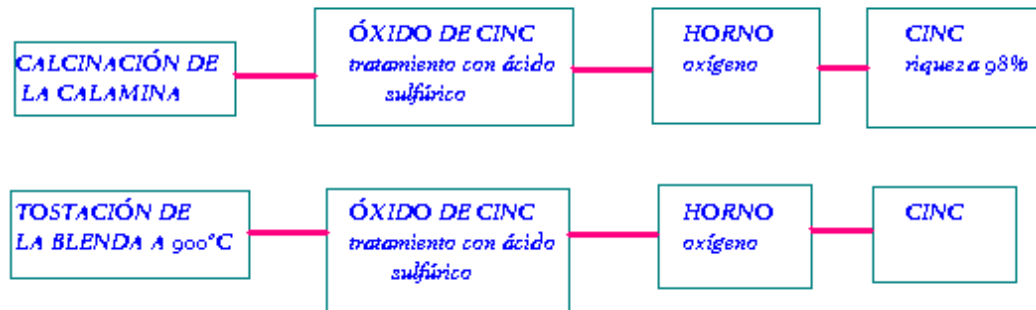 CALCINACIÓN DE
LA CALAMINA
ÓXIDO DE CINC
tratamiento con ácido
sulfúrico
HORNO
oxígeno
CINC
riqueza 98%
TOSTACIÓN DE
LA BLENDA A 900°C
ÓXIDO DE CINC
tratamiento con ácido
sulfúrico
HORNO
oxígeno
CINC